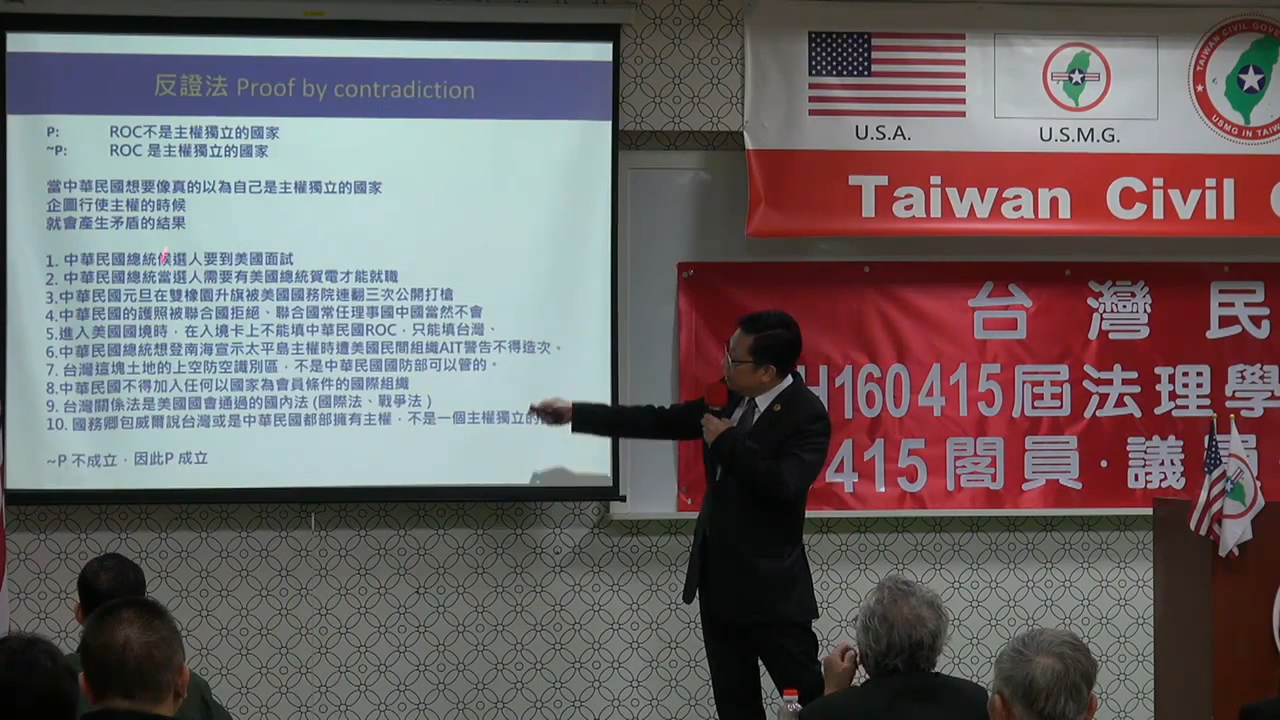 反證法 Proof by contradiction
P: ROC不是主權獨立的國家
~P: ROC 是主權獨立的國家
當中華民國想要像真的以為自己是主權獨立的國家
企圖行使主權的時候
就會產生矛盾的結果
1. 中華民國總統候選人要到美國面試
2. 中華民國總統當選人需要有美國總統賀電才能就職
3.中華民國元旦在雙橡園升旗被美國國務院連翻三次公開打槍
4.中華民國的護照被聯合國拒絕、聯合國常任理事國中國當然不會
5.進入美國國境時，在入境卡上不能填中華民國ROC，只能填台灣、
6.中華民國總統想登南海宣示太平島主權時遭美國民間組織AIT警告不得造次。
7. 台灣這塊土地的上空防空識別區，不是中華民國國防部可以管的。
8.中華民國不得加入任何以國家為會員條件的國際組織
9. 台灣關係法是美國國會通過的國內法 (國際法、戰爭法 )
10. 國務卿包威爾說台灣或是中華民國都部擁有主權，不是一個主權獨立的
~P 不成立，因此P 成立
U.S.A.
U.S.M.G.
TAIWAN CIVIL GOV
USMG IN TAIW
Taiwan Civil
台灣民
H160415屆法理學
415閣員·議員